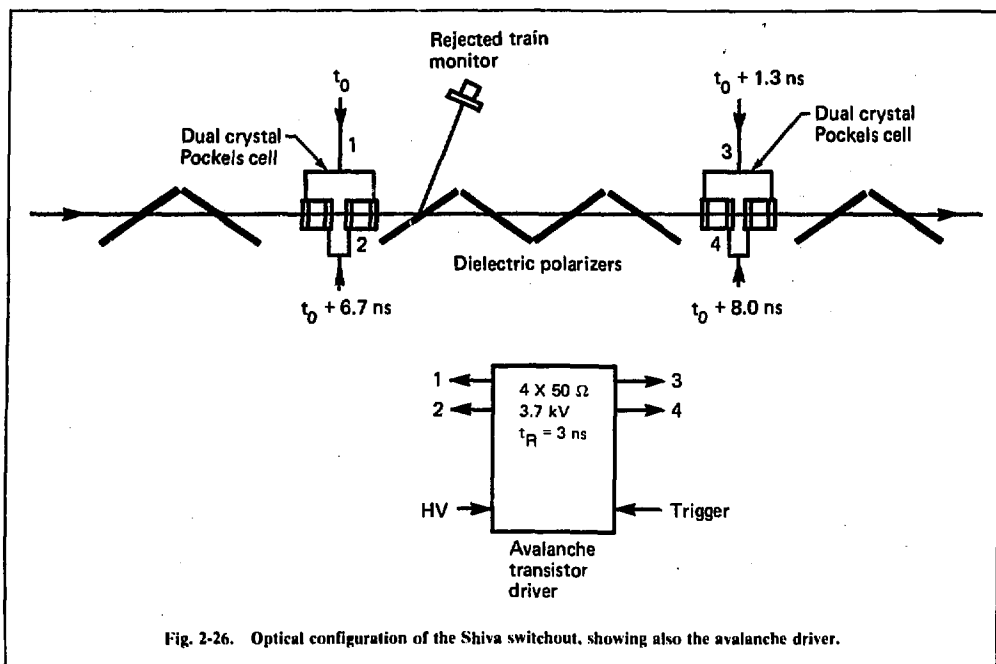 Rejected train
monitor
t0
t0 + 1.3 ns
Dual crystal
Pockels cell
1
3
Dual crystal
Pockels cell
2
4
Dielectric polarizers
t0 + 6.7 ns
t0 + 8.0 ns
1
4 X 50 Ω
3
2
3.7 kV
4
tR = 3 ns
HV
Trigger
Avalanche
transistor
driver
Fig. 2-26. Optical configuration of the Shiva switchout, showing also the avalanche driver.